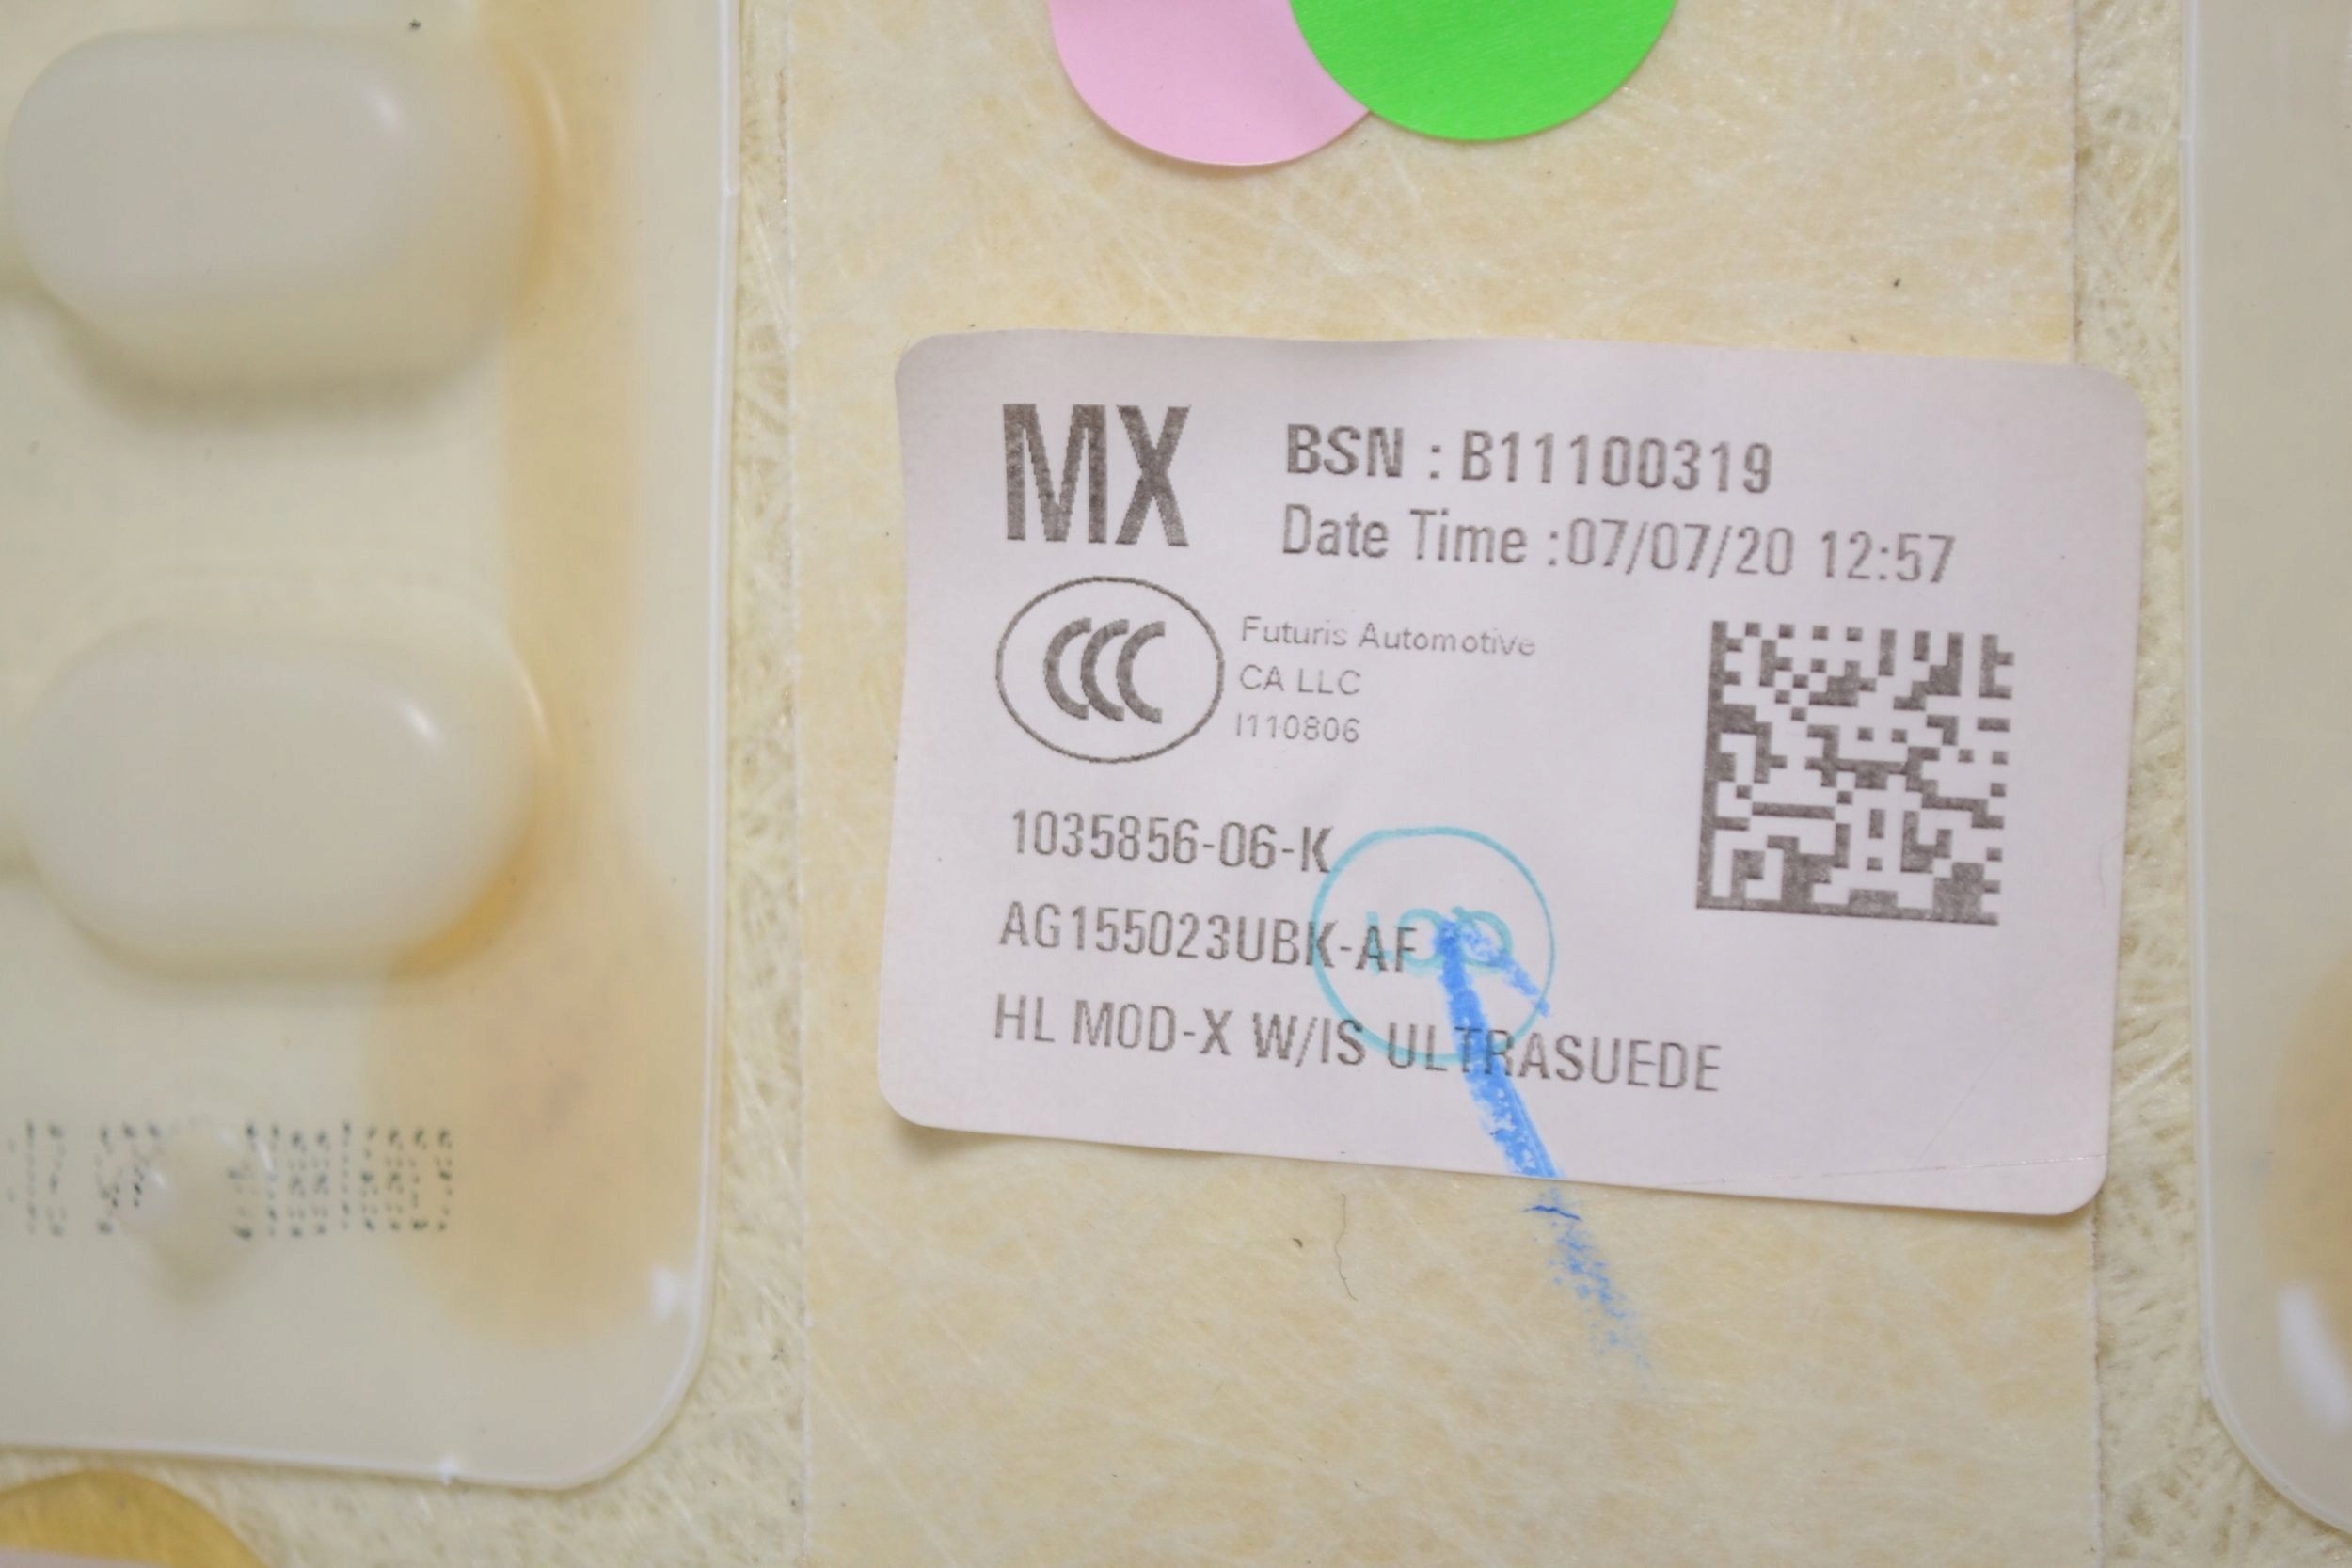 MX
BSN : B11100319
Date Time :07/07/20 12:57
CCC
Futuris Automotive
CA LLC
I110806
1035856-06-K
AG155023UBK-AF
HL MOD-X W/IS ULTRASUEDE